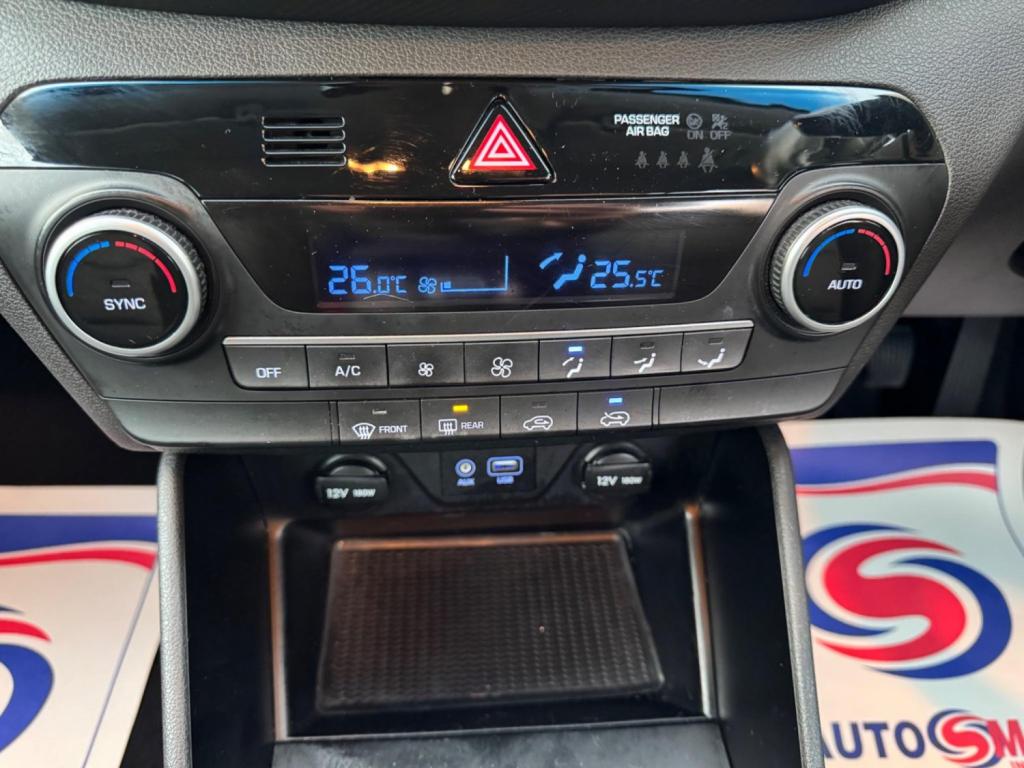 PASSENGER
AIR BAG ON OFF
26.0°C 25.5°C
SYNC
AUTO
OFF A/C
FRONT REAR
12V 180W AUX USB 12V 180W
AUTO SM